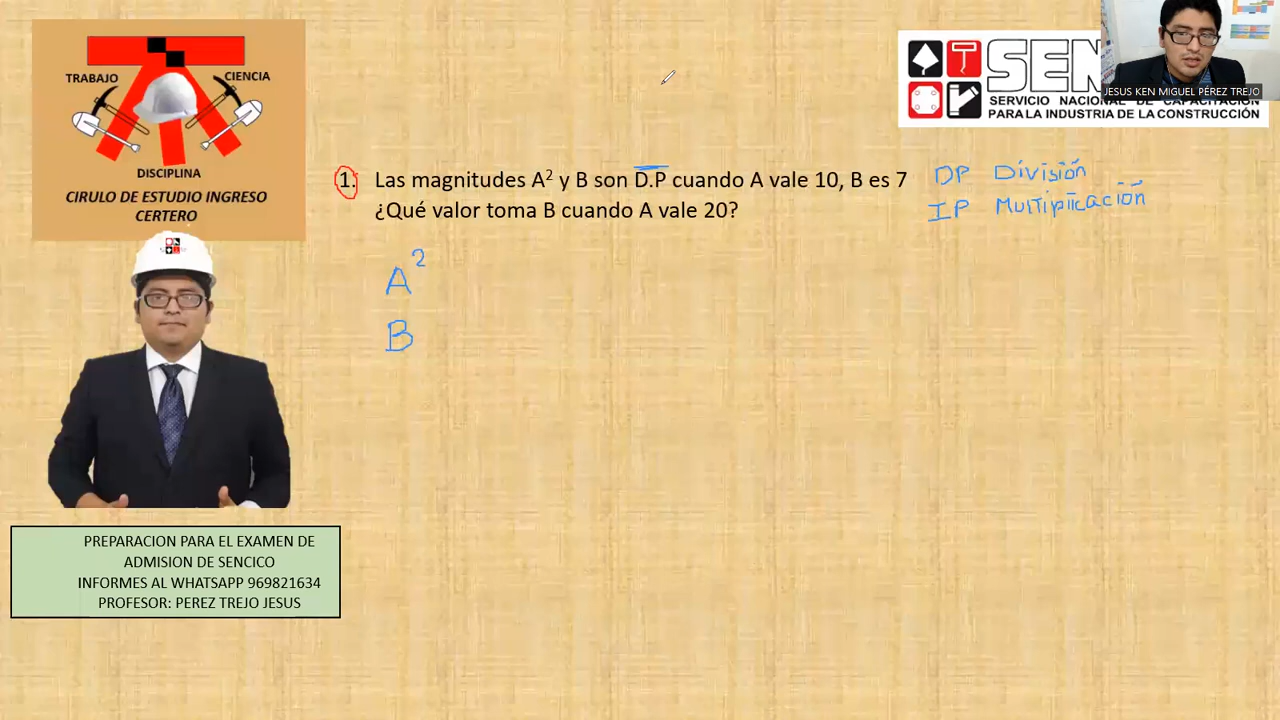 TRABAJO
CIENCIA
DISCIPLINA
CIRULO DE ESTUDIO INGRESO
CERTERO
SEN
SERVICIO NACIONAL DE CAPACITACIÓN
PARA LA INDUSTRIA DE LA CONSTRUCCIÓN
JESUS KEN MIGUEL PÉREZ TREJO
1. Las magnitudes A² y B son D.P cuando A vale 10, B es 7
¿Qué valor toma B cuando A vale 20?
DP División
IP Multiplicación
A²
B
PREPARACION PARA EL EXAMEN DE
ADMISION DE SENCICO
INFORMES AL WHATSAPP 969821634
PROFESOR: PEREZ TREJO JESUS